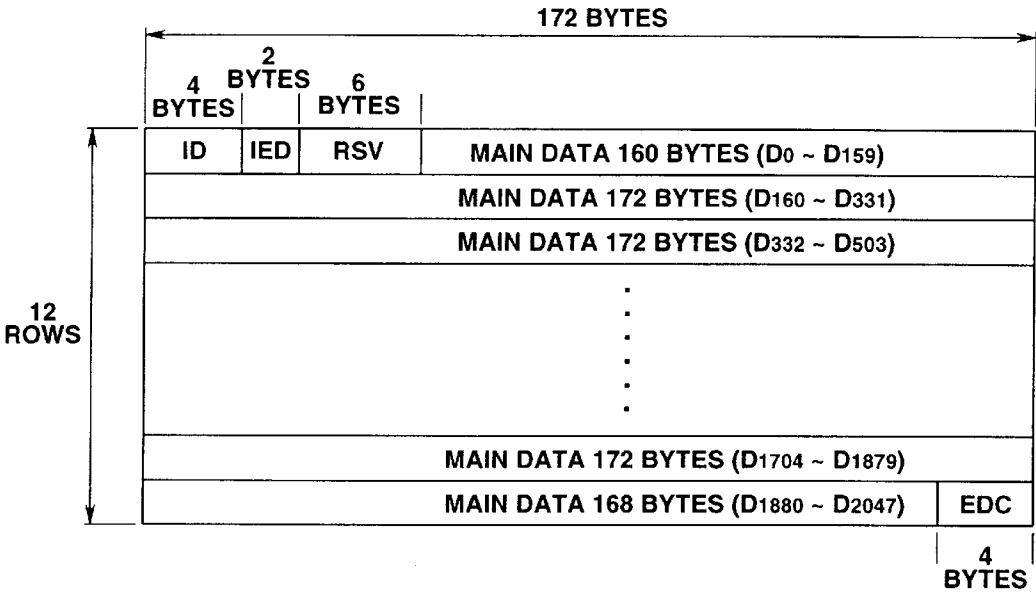 172 BYTES
2
4 BYTES 6
BYTES BYTES
ID IED RSV MAIN DATA 160 BYTES (D0 ~ D159)
MAIN DATA 172 BYTES (D160 ~ D331)
MAIN DATA 172 BYTES (D332 ~ D503)
12
ROWS
MAIN DATA 172 BYTES (D1704 ~ D1879)
MAIN DATA 168 BYTES (D1880 ~ D2047) EDC
4
BYTES